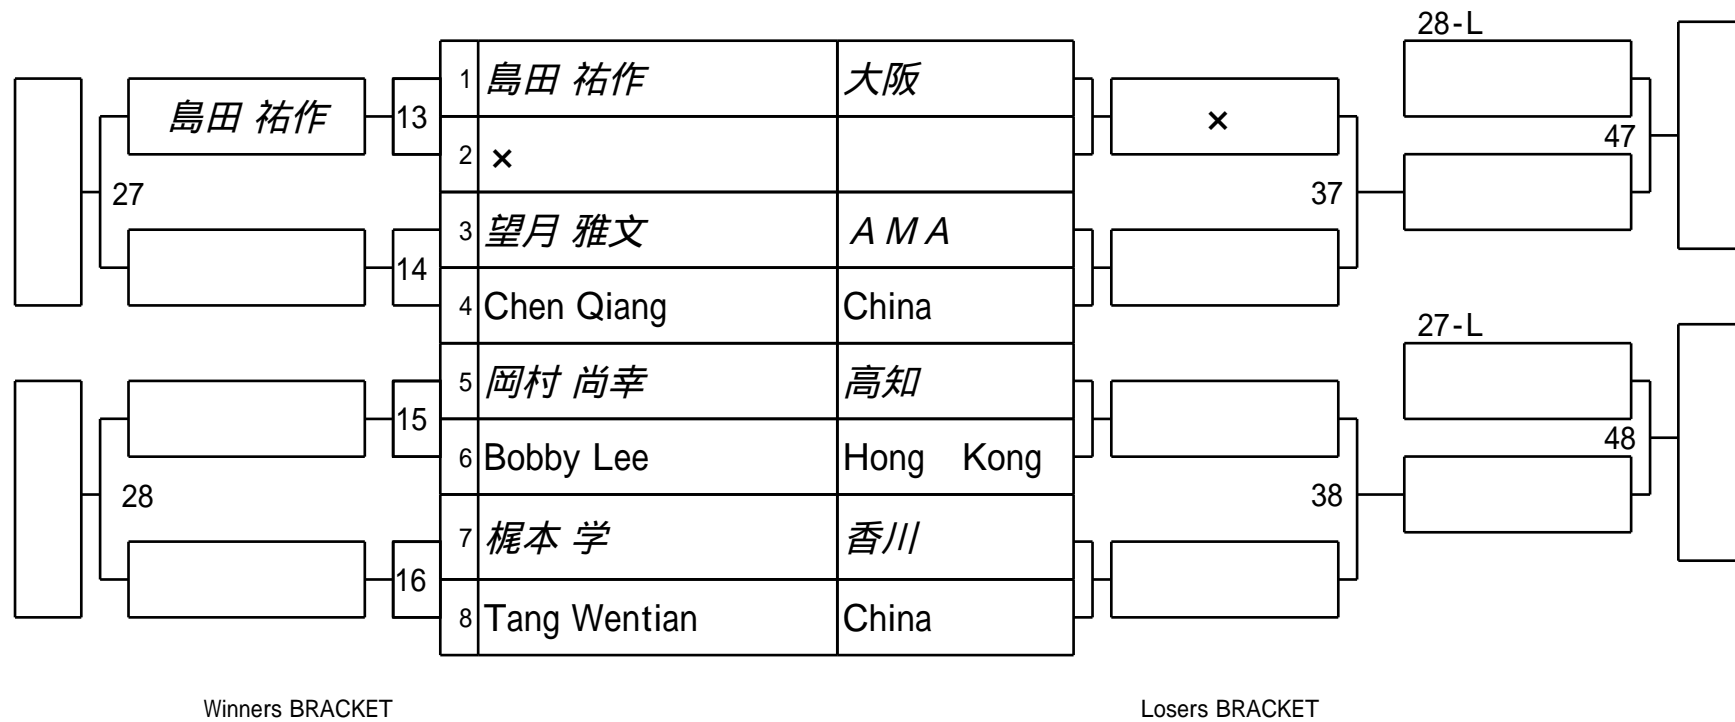 28-L
1 島田 祐作 大阪
島田 祐作 13 ×
2 × 47
27 37
3 望月 雅文 ＡＭＡ
14
4 Chen Qiang China
27-L
5 岡村 尚幸 高知
15
48
6 Bobby Lee Hong　Kong
28 38
7 梶本 学 香川
16
8 Tang Wentian China
Winners BRACKET Losers BRACKET